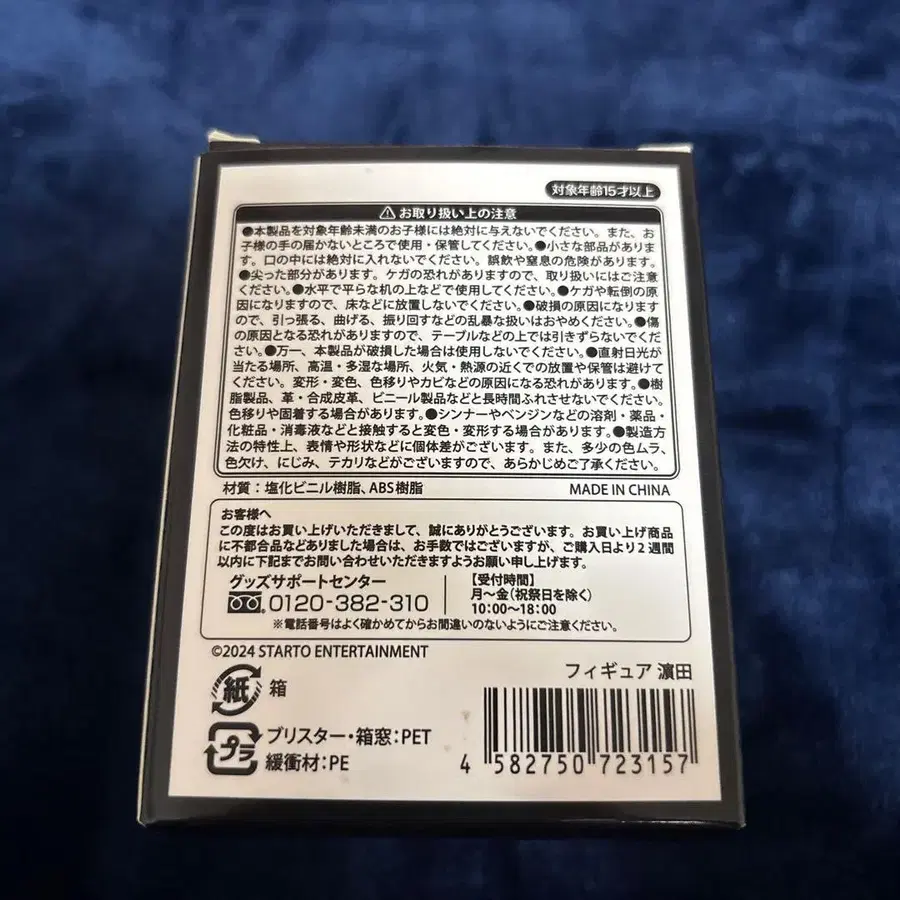 対象年齢15才以上
お取り扱い上の注意
●本製品を対象年齢未満のお子様には絶対に与えないでください。また、お
子様の手の届かないところで使用・保管してください。●小さな部品がありま
す。口の中には絶対に入れないでください。誤飲や窒息の危険があります。
●尖った部分があります。ケガの恐れがありますので、取り扱いにはご注意
ください。●水平で平らな机の上などで使用してください。●ケガや転倒の原
因になりますので、床などに放置しないでください。●破損の原因になります
ので、引っ張る、曲げる、振り回すなどの乱暴な扱いはおやめください。●傷
の原因となる恐れがありますので、テーブルなどの上では引きずらないでくだ
さい。●万一、本製品が破損した場合は使用しないでください。●直射日光が
当たる場所、高温・多湿な場所、火気・熱源の近くでの放置や保管は避けて
ください。変形・変色、色移りやカビなどの原因になる恐れがあります。●樹
脂製品、革・合成皮革、ビニール製品などと長時間ふれさせないでください。
色移りや固着する場合があります。●シンナーやベンジンなどの溶剤・薬品・
化粧品・消毒液などと接触すると変色・変形する場合があります。●製造方
法の特性上、表情や形状などに個体差がございます。また、多少の色ムラ、
色欠け、にじみ、テカリなどがございますので、あらかじめご了承ください。
材質：塩化ビニル樹脂、ABS樹脂 MADE IN CHINA
お客様へ
この度はお買い上げいただきまして、誠にありがとうございます。お買い上げ商品
に不都合品などありました場合は、お手数ではございますが、ご購入日より2週間
以内に下記までお問い合わせいただきますようお願い申し上げます。
グッズサポートセンター
0120-382-310
【受付時間】
月～金(祝祭日を除く)
10:00～18:00
※電話番号はよく確かめてからお間違いのないようにご注意ください。
©2024 STARTO ENTERTAINMENT
フィギュア 濵田
紙 箱
プラ ブリスター・箱窓：PET
緩衝材：PE
4 582750 723157